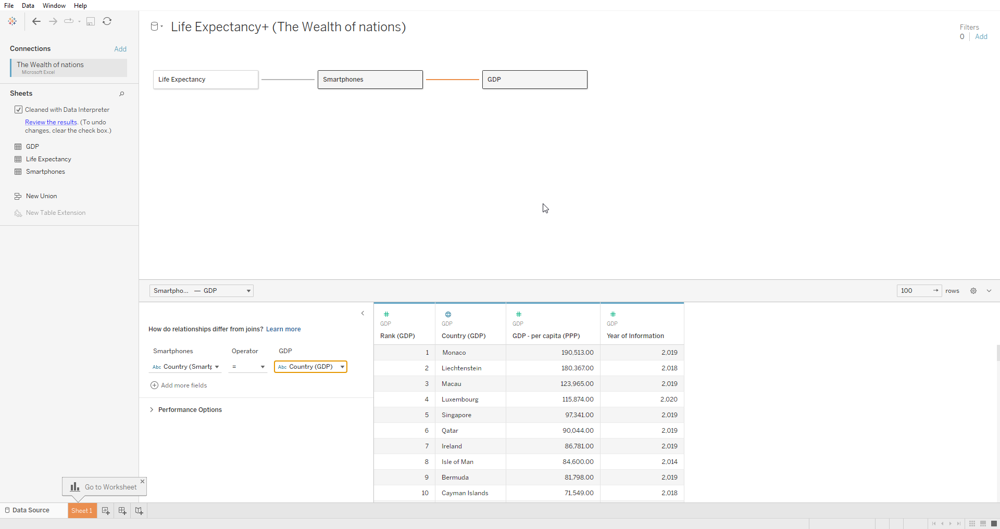 File Data Window Help
Life Expectancy+ (The Wealth of nations)
Filters
0 Add
Connections Add
The Wealth of nations
Microsoft Excel
Sheets
Cleaned with Data Interpreter
Review the results. (To undo
changes, clear the check box.)
GDP
Life Expectancy
Smartphones
New Union
New Table Extension
Life Expectancy
Smartphones
GDP
Smartpho... — GDP
100 rows
How do relationships differ from joins? Learn more
Smartphones Operator GDP
Abc Country (Smartp = Abc Country (GDP)
Add more fields
Performance Options
GDP GDP GDP GDP
Rank (GDP) Country (GDP) GDP - per capita (PPP) Year of Information
1 Monaco 190,513.00 2,019
2 Liechtenstein 180,367.00 2,018
3 Macau 123,965.00 2,019
4 Luxembourg 115,874.00 2,020
5 Singapore 97,341.00 2,019
6 Qatar 90,044.00 2,019
7 Ireland 86,781.00 2,019
8 Isle of Man 84,600.00 2,014
9 Bermuda 81,798.00 2,019
10 Cayman Islands 71,549.00 2,018
Go to Worksheet
Data Source Sheet 1